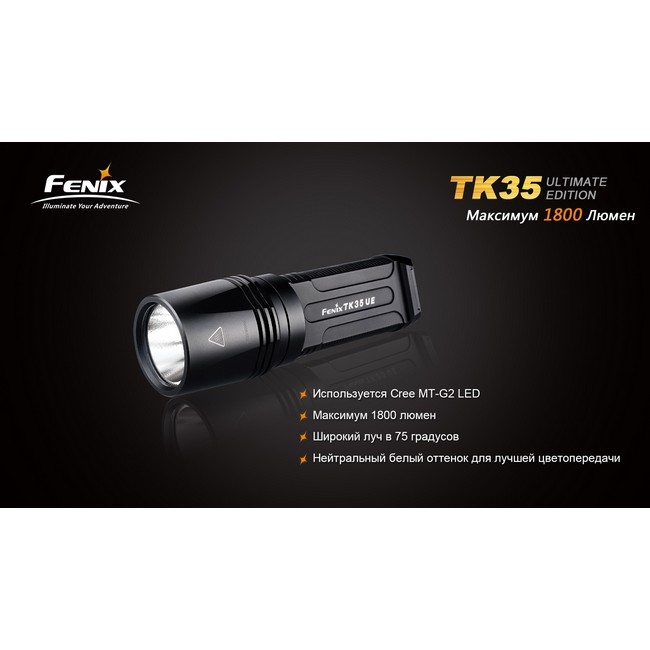 FENIX
Illuminate Your Adventure
TK35 ULTIMATE EDITION
Максимум 1800 Люмен
FENIX TK35 UE
Используется Cree MT-G2 LED
Максимум 1800 люмен
Широкий луч в 75 градусов
Нейтральный белый оттенок для лучшей цветопередачи